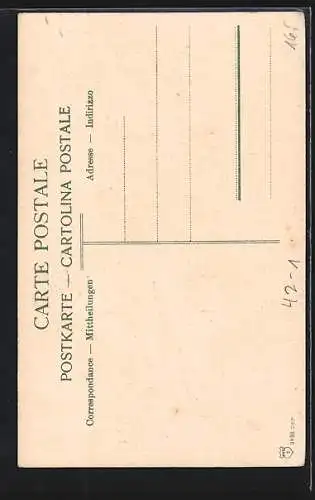 CARTE POSTALE
POSTKARTE — CARTOLINA POSTALE
Correspondance — Mittheilungen
Adresse — Indirizzo
42-1